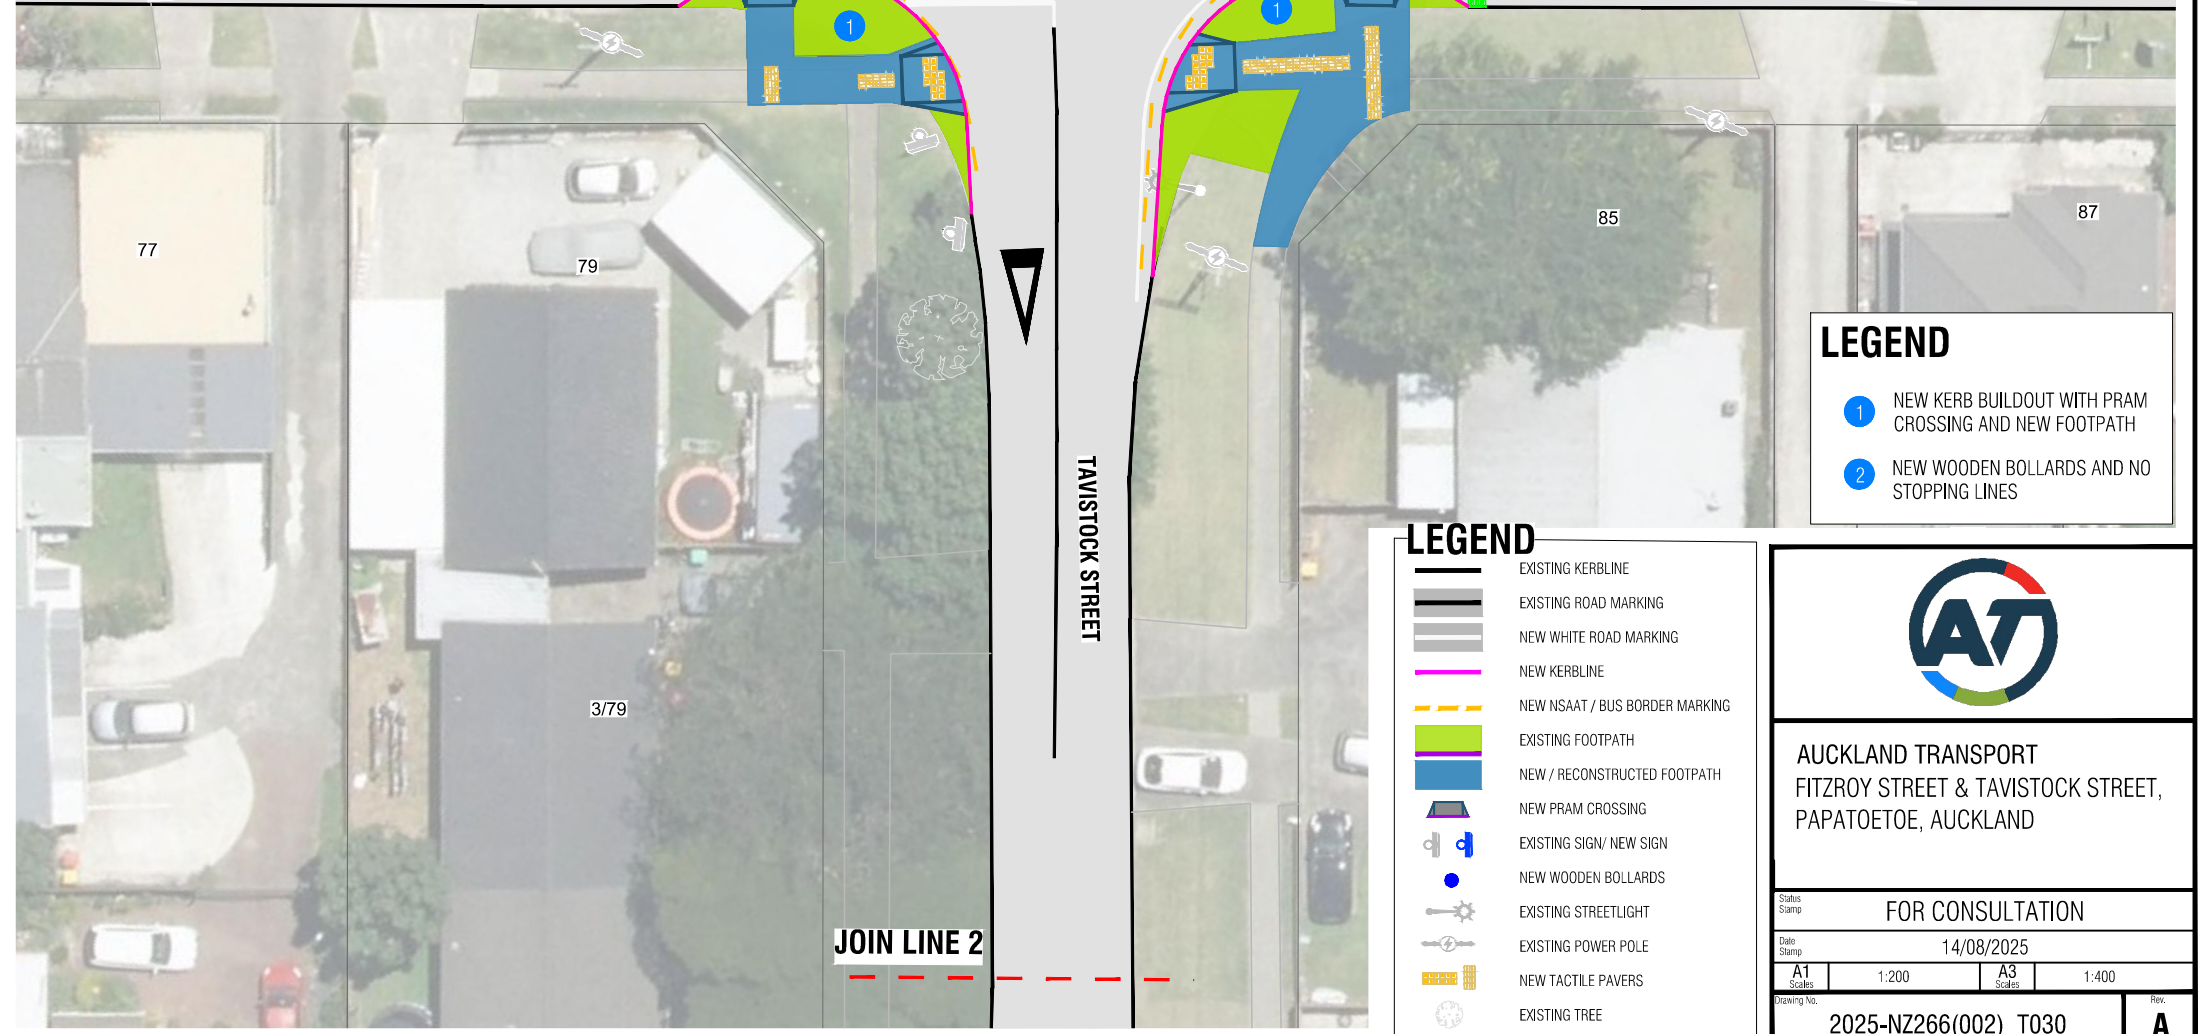 1
1
77
79
85
87
3/79
TAVISTOCK STREET
JOIN LINE 2
LEGEND
1 NEW KERB BUILDOUT WITH PRAM
CROSSING AND NEW FOOTPATH
2 NEW WOODEN BOLLARDS AND NO
STOPPING LINES
LEGEND
EXISTING KERBLINE
EXISTING ROAD MARKING
NEW WHITE ROAD MARKING
NEW KERBLINE
NEW NSAAT / BUS BORDER MARKING
EXISTING FOOTPATH
NEW / RECONSTRUCTED FOOTPATH
NEW PRAM CROSSING
EXISTING SIGN/ NEW SIGN
NEW WOODEN BOLLARDS
EXISTING STREETLIGHT
EXISTING POWER POLE
NEW TACTILE PAVERS
EXISTING TREE
AT
AUCKLAND TRANSPORT
FITZROY STREET & TAVISTOCK STREET,
PAPATOETOE, AUCKLAND
Status
Stamp
FOR CONSULTATION
Date
Stamp
14/08/2025
A1
Scales
1:200
A3
Scales
1:400
Drawing No.
2025-NZ266(002)_T030
Rev.
A